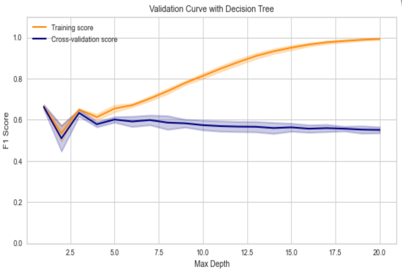 Validation Curve with Decision Tree
Training score
Cross-validation score
F1 Score
1.0
0.8
0.6
0.4
0.2
0.0
2.5 5.0 7.5 10.0 12.5 15.0 17.5 20.0
Max Depth